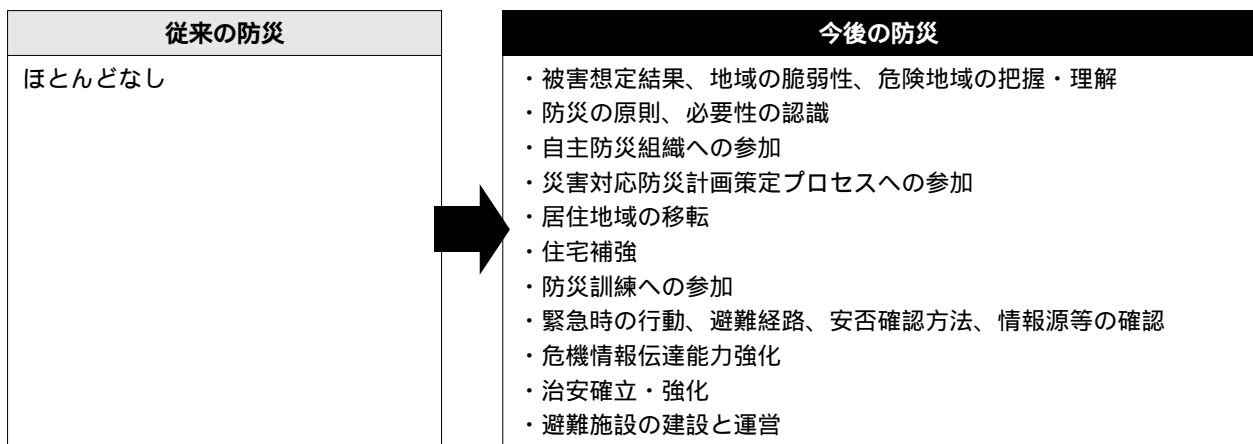 従来の防災
ほとんどなし
今後の防災
・被害想定結果、地域の脆弱性、危険地域の把握・理解
・防災の原則、必要性の認識
・自主防災組織への参加
・災害対応防災計画策定プロセスへの参加
・居住地域の移転
・住宅補強
・防災訓練への参加
・緊急時の行動、避難経路、安否確認方法、情報源等の確認
・危機情報伝達能力強化
・治安確立・強化
・避難施設の建設と運営